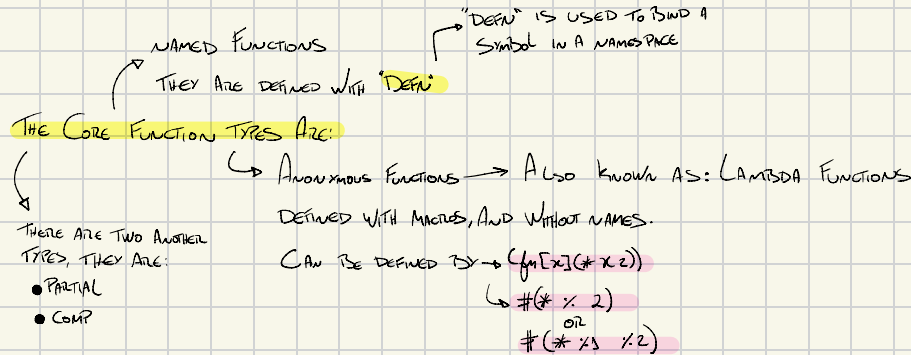 "DEFN" IS USED TO BIND A
SYMBOL IN A NAMESPACE
NAMED FUNCTIONS
THEY ARE DEFINED WITH "DEFN"
THE CORE FUNCTION TYPES ARE:
ANONYMOUS FUNCTIONS → ALSO KNOWN AS: LAMBDA FUNCTIONS
DEFINED WITH MACROS, AND WITHOUT NAMES.
CAN BE DEFINED BY → (fn[x](* x 2))
#(* % 2)
OR
#(* %1 %2)
THERE ARE TWO ANOTHER
TYPES, THEY ARE:
• PARTIAL
• COMP